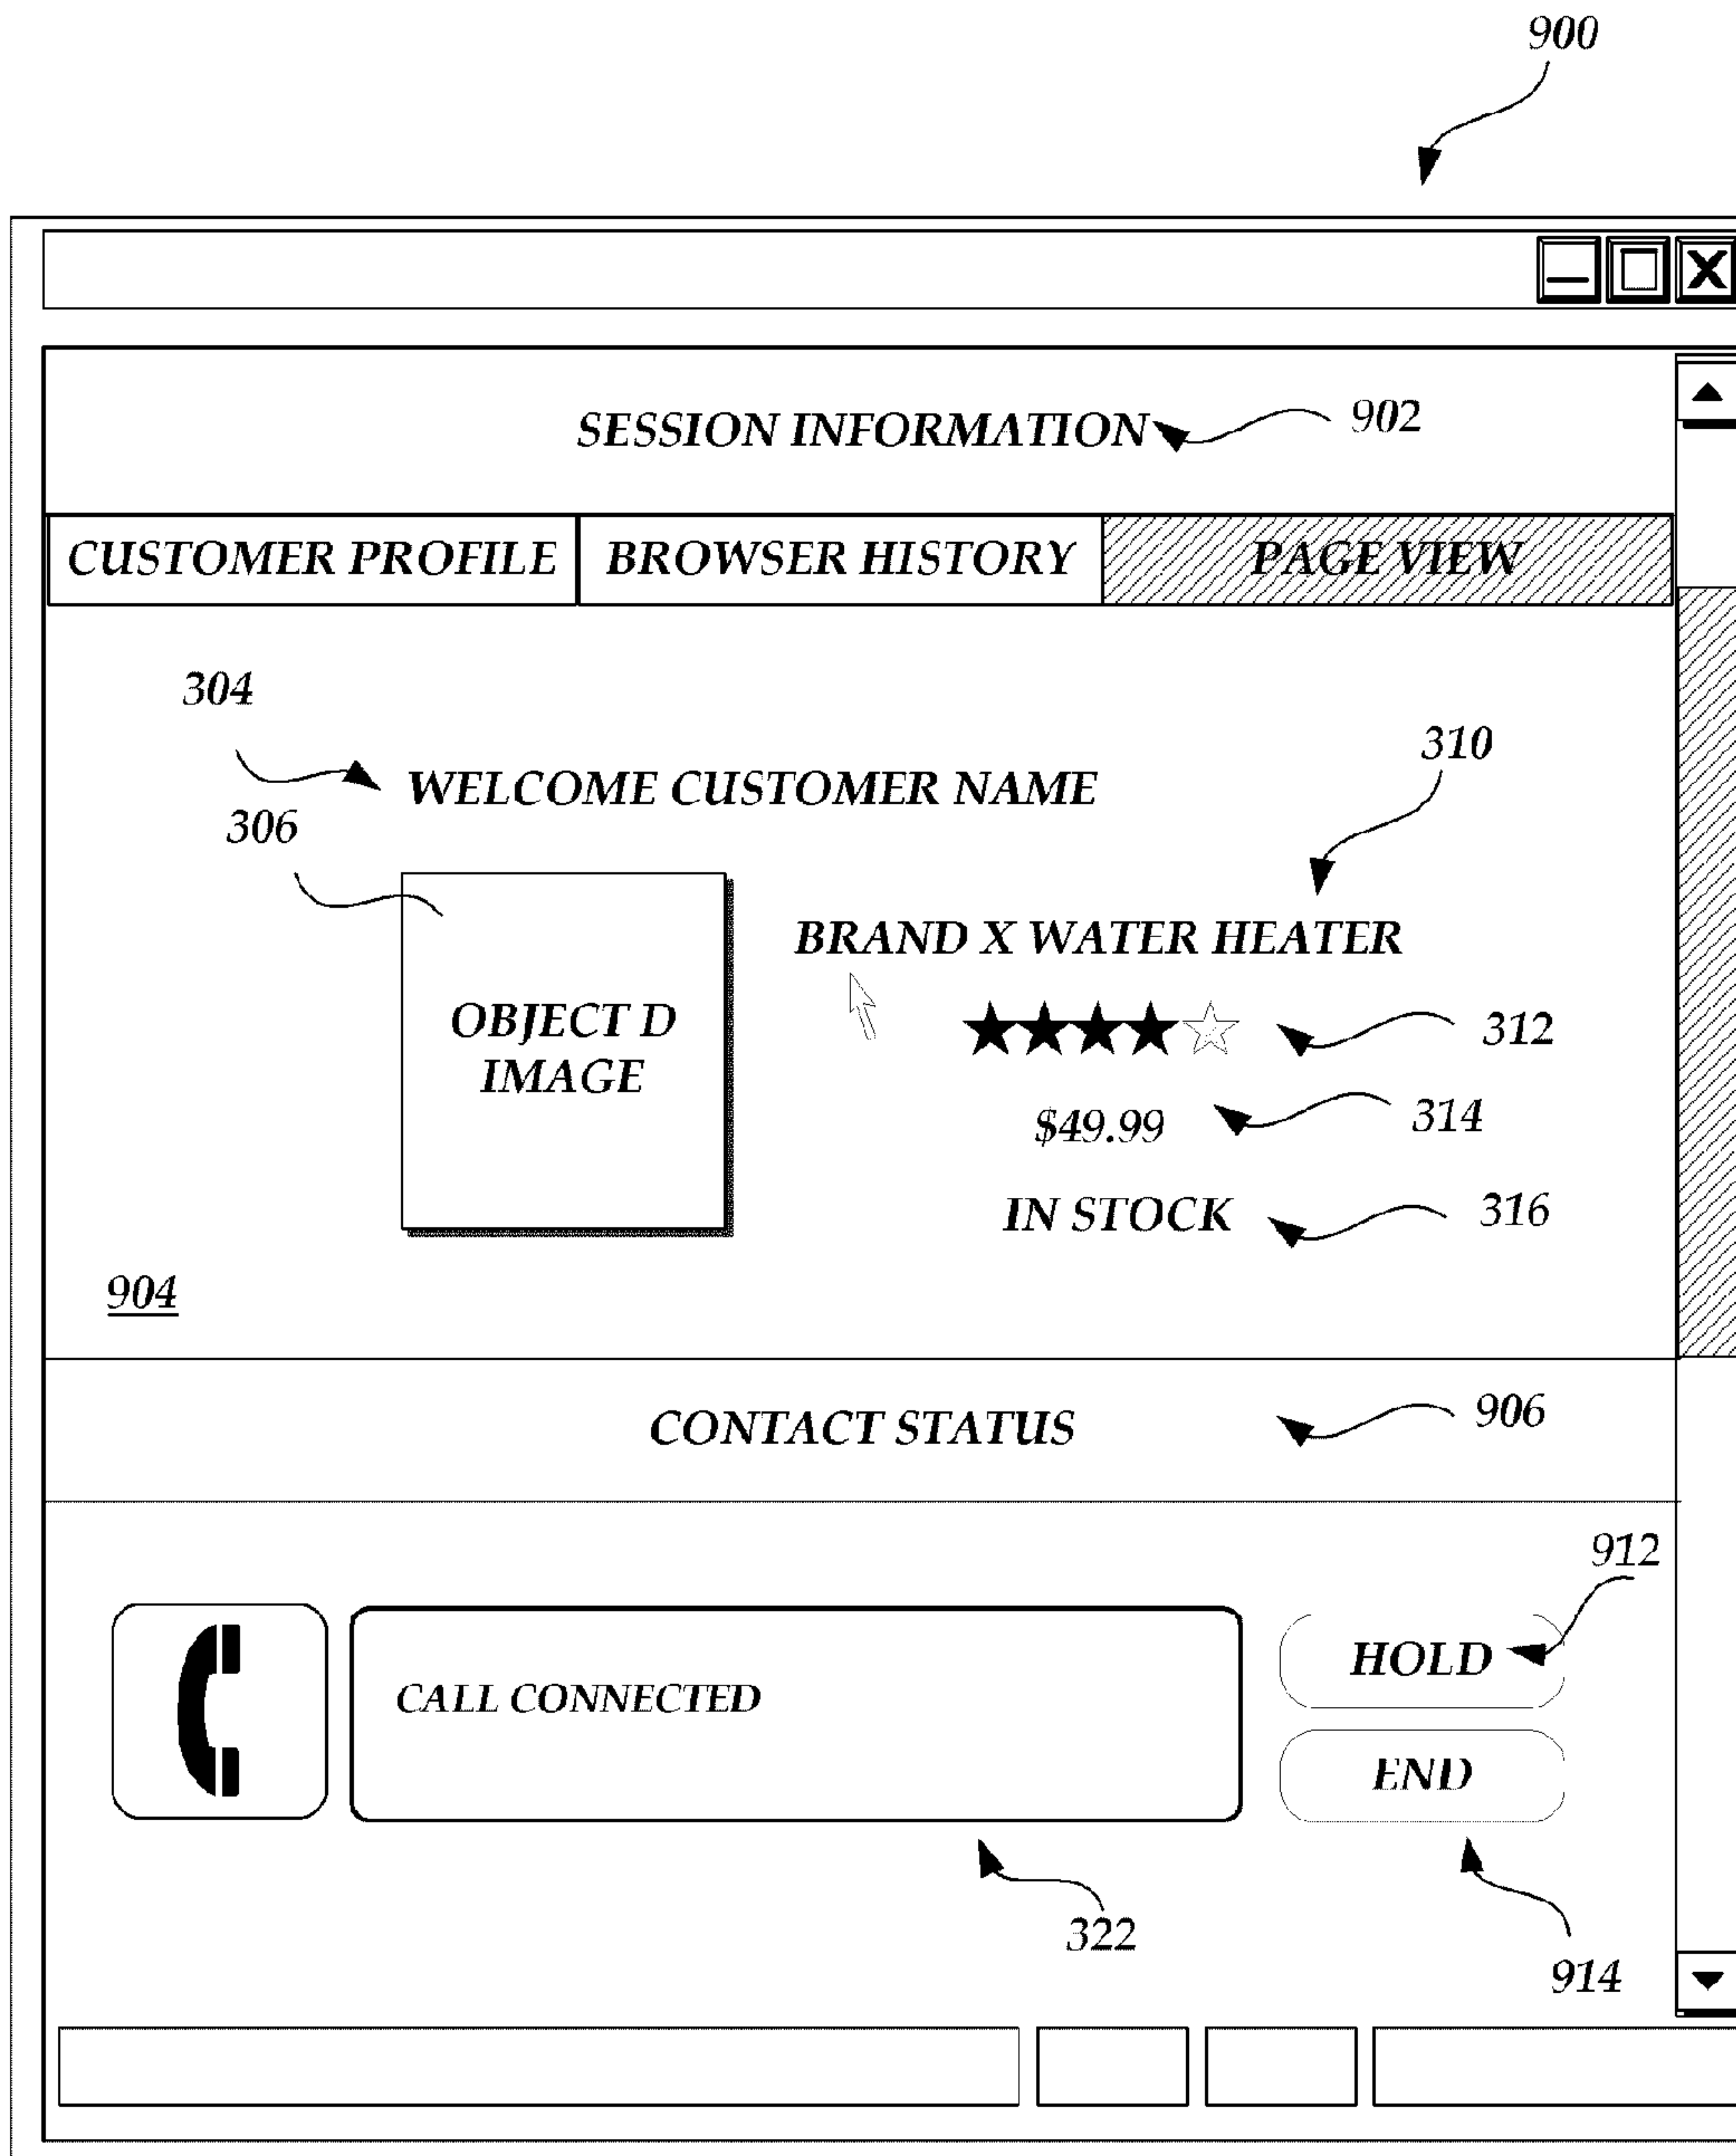 900
SESSION INFORMATION 902
CUSTOMER PROFILE BROWSER HISTORY PAGE VIEW
304
310
WELCOME CUSTOMER NAME
306
BRAND X WATER HEATER
OBJECT D
IMAGE
312
$49.99 314
IN STOCK 316
904
CONTACT STATUS 906
912
HOLD
CALL CONNECTED
END
322
914